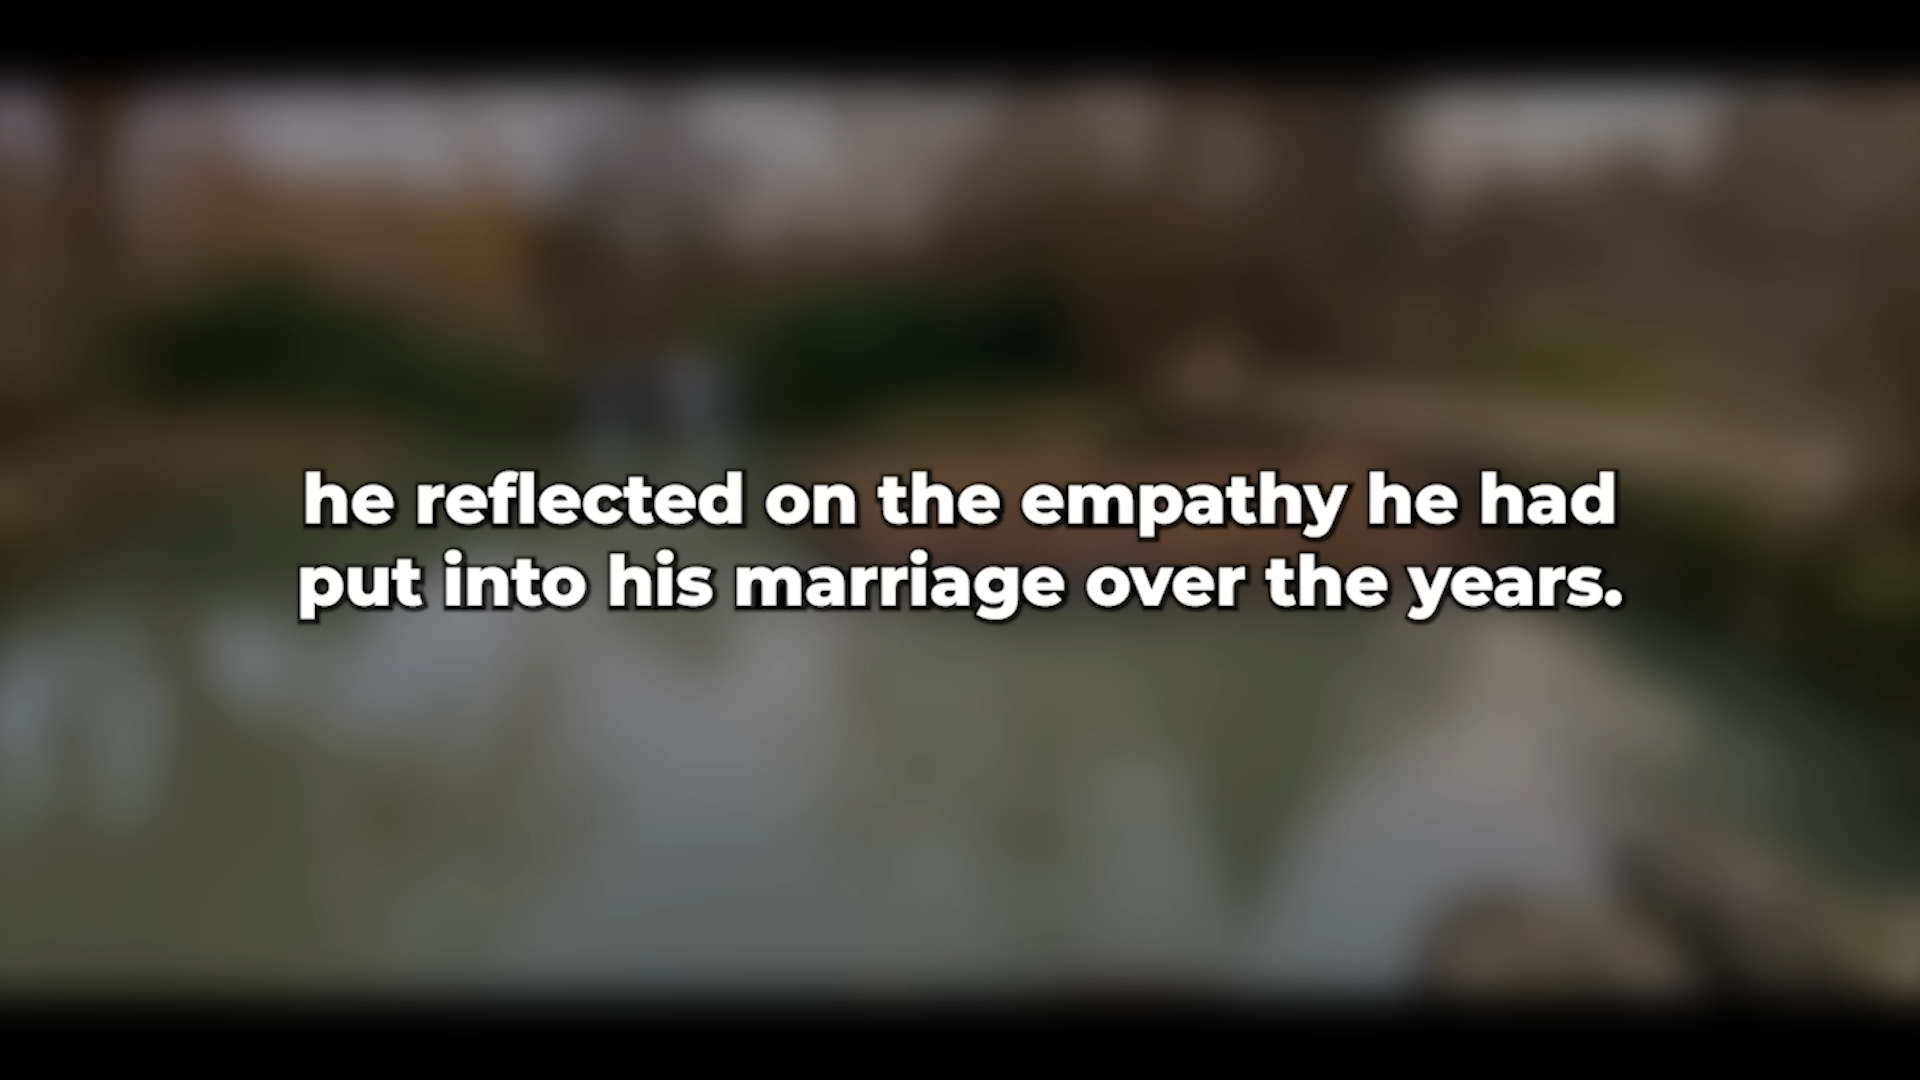 he reflected on the empathy he had
put into his marriage over the years.